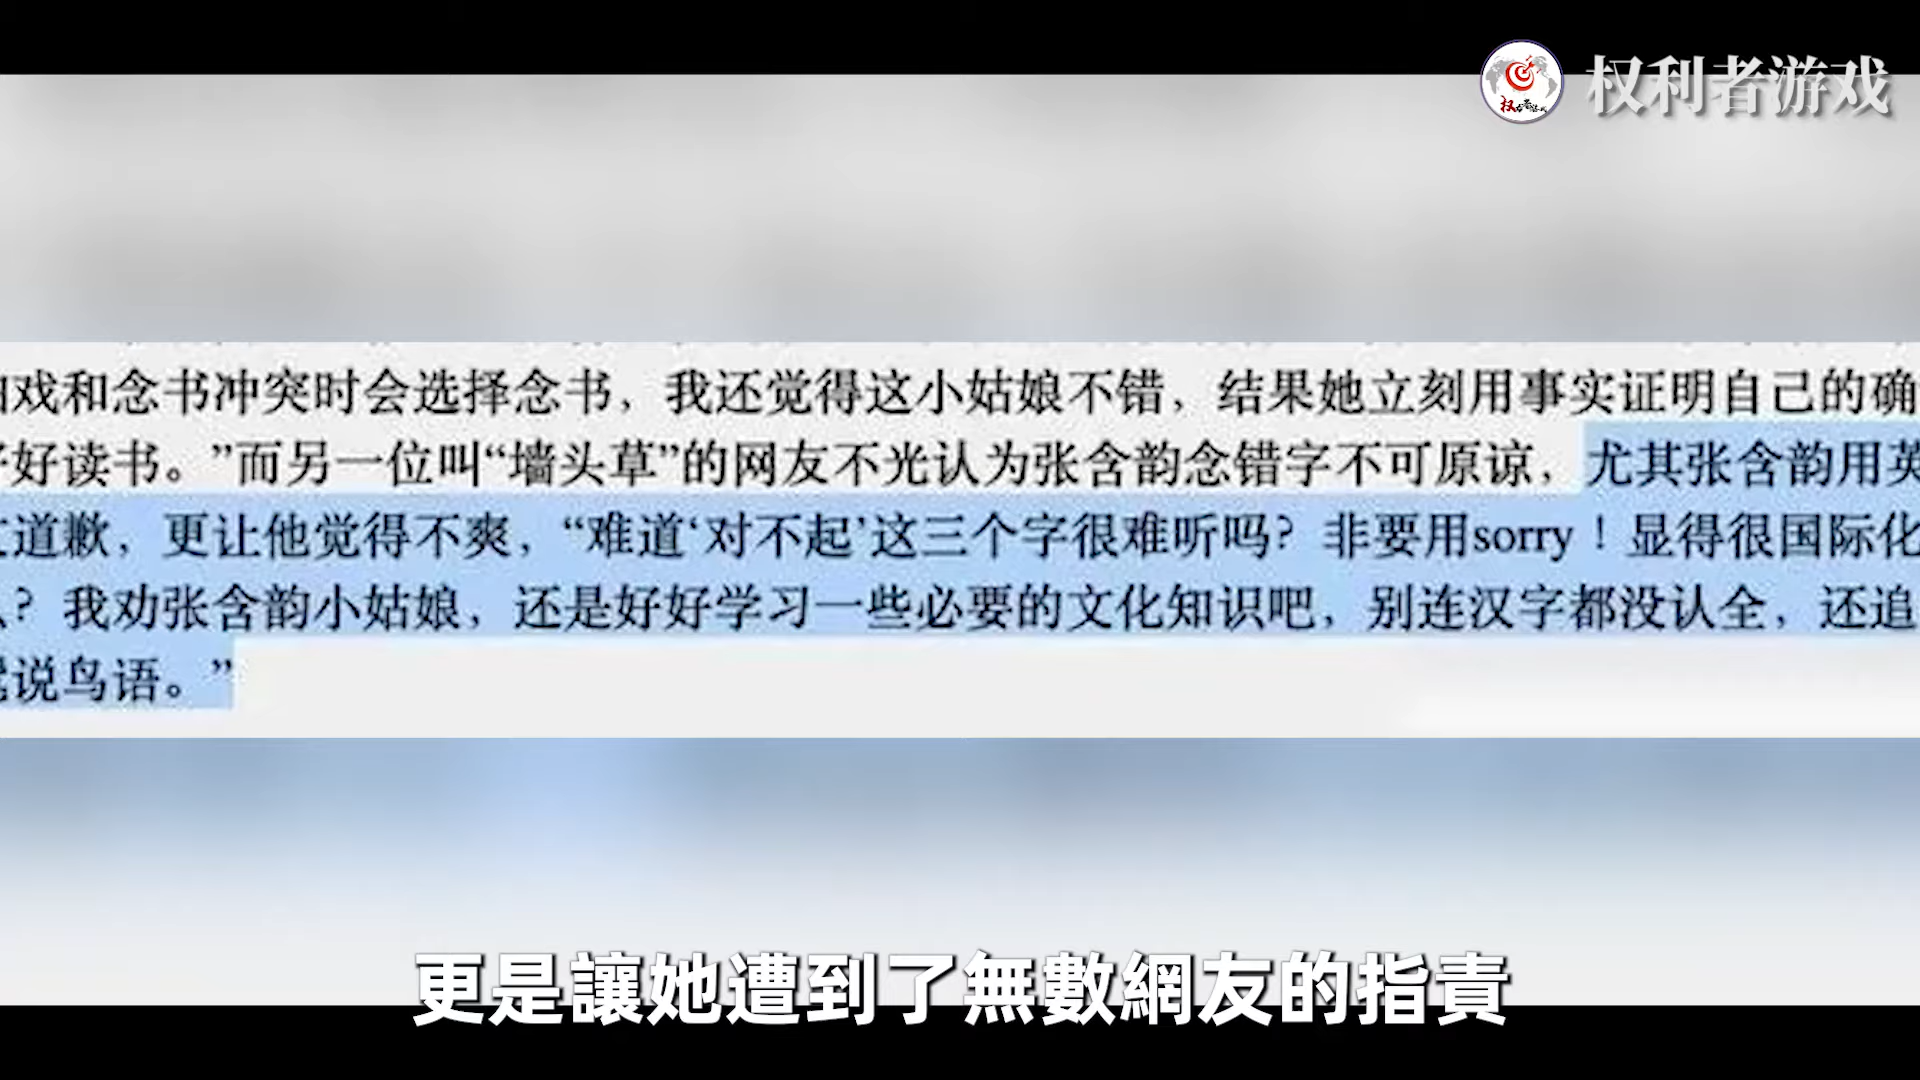 权利者游戏
戏和念书冲突时会选择念书，我还觉得这小姑娘不错，结果她立刻用事实证明自己的确
好读书。”而另一位叫“墙头草”的网友不光认为张含韵念错字不可原谅，尤其张含韵用英
道歉，更让他觉得不爽，“难道‘对不起’这三个字很难听吗？非要用sorry！显得很国际化
？我劝张含韵小姑娘，还是好好学习一些必要的文化知识吧，别连汉字都没认全，还追
说鸟语。”
更是讓她遭到了無數網友的指責